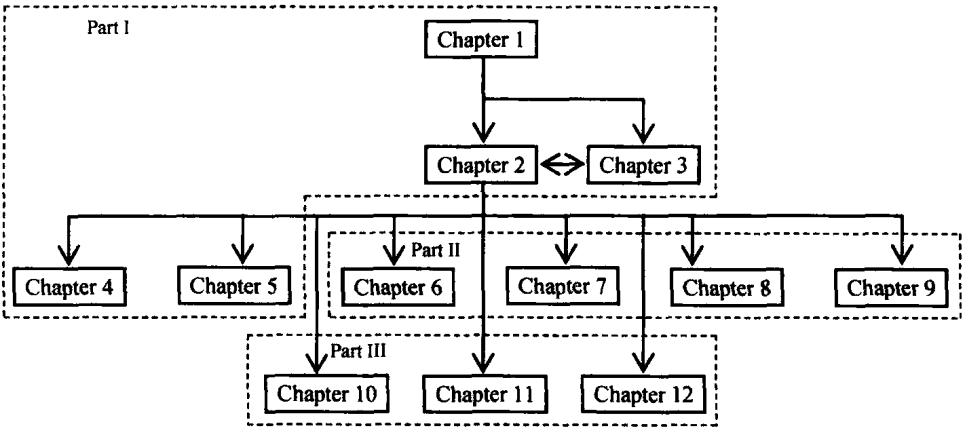 Part I
Chapter 1
Chapter 2
Chapter 3
Part II
Chapter 4
Chapter 5
Chapter 6
Chapter 7
Chapter 8
Chapter 9
Part III
Chapter 10
Chapter 11
Chapter 12